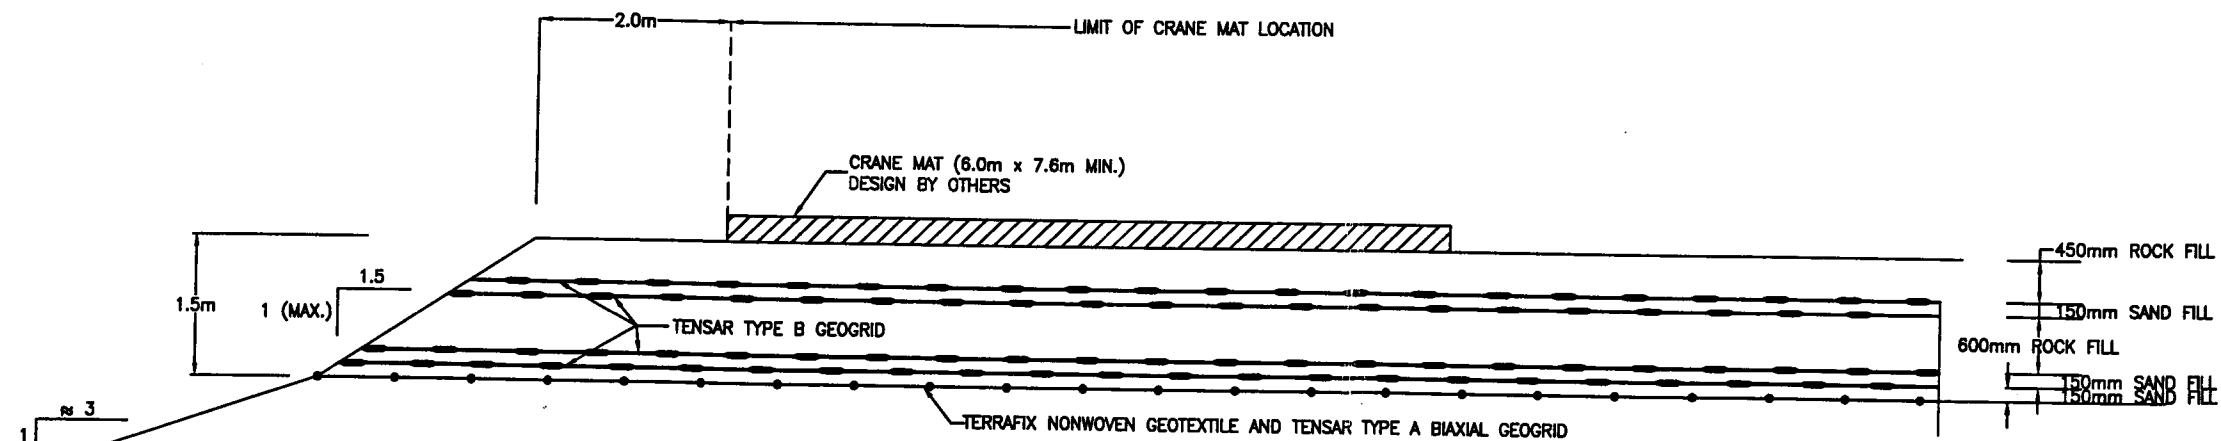 2.0m
LIMIT OF CRANE MAT LOCATION
CRANE MAT (6.0m x 7.6m MIN.)
DESIGN BY OTHERS
450mm ROCK FILL
1.5
1 (MAX.)
1.5m
150mm SAND FILL
TENSAR TYPE B GEOGRID
600mm ROCK FILL
150mm SAND FILL
150mm SAND FILL
≈ 3
1
TERRAFIX NONWOVEN GEOTEXTILE AND TENSAR TYPE A BIAXIAL GEOGRID